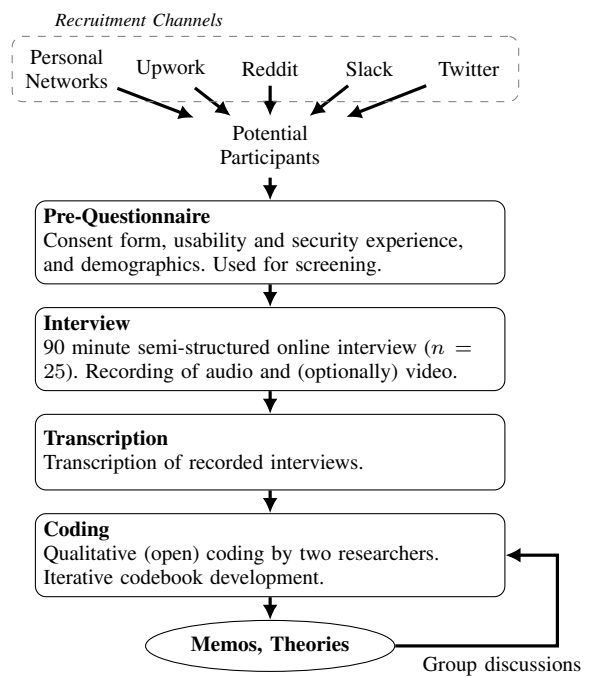 Recruitment Channels
Personal
Networks
Upwork
Reddit
Slack
Twitter
Potential
Participants
Pre-Questionnaire
Consent form, usability and security experience,
and demographics. Used for screening.
Interview
90 minute semi-structured online interview (n =
25). Recording of audio and (optionally) video.
Transcription
Transcription of recorded interviews.
Coding
Qualitative (open) coding by two researchers.
Iterative codebook development.
Memos, Theories
Group discussions